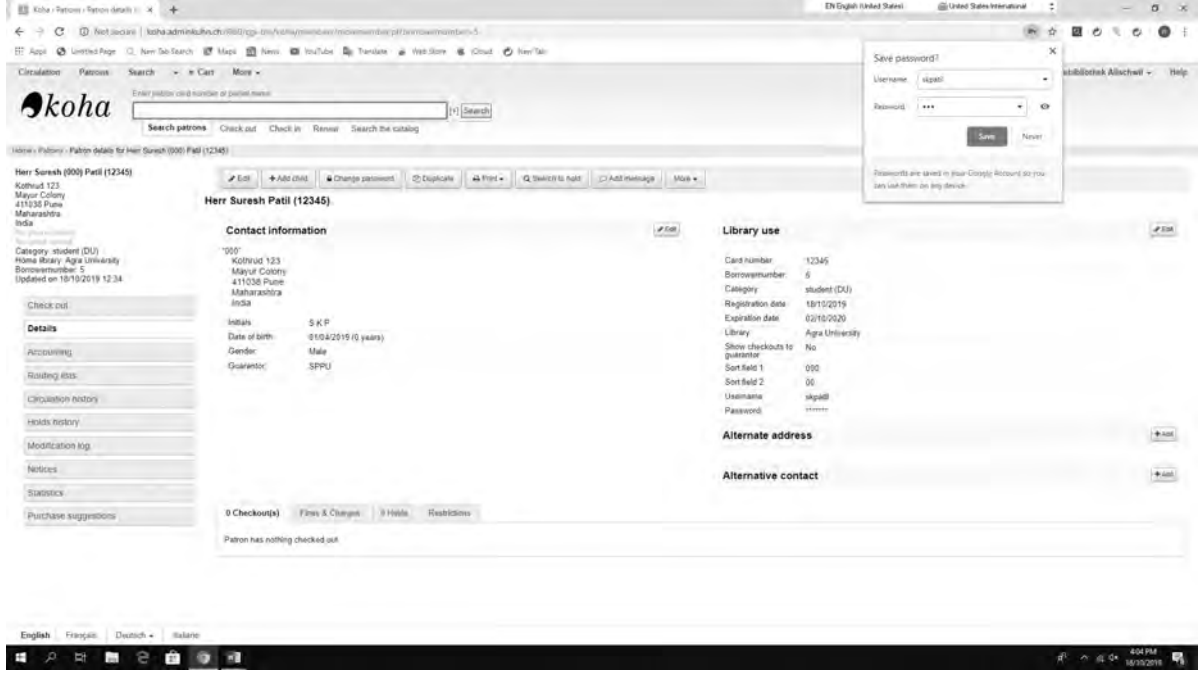 Koha › Patrons › Patron details for
EN English (United States)
United States-International
Not secure
Apps Untitled Page New Tab Search Maps News YouTube Translate Web Store iCloud New Tab
Save password?
Username skpatil
Password •••
Save Never
Passwords are saved in your Google Account so you
can use them on any device.
Circulation Patrons Search Cart More
Allschwil Help
koha
Enter patron card number or partial name:
[+] Search
Search patrons Check out Check in Renew Search the catalog
Home › Patrons › Patron details for Herr Suresh (000) Patil (12345)
Herr Suresh (000) Patil (12345)
Kothrud 123
Mayur Colony
411038 Pune
Maharashtra
India
Category: student (DU)
Home library: Agra University
Borrowernumber: 5
Updated on 18/10/2019 12:34
Check out
Details
Accounting
Routing lists
Circulation history
Holds history
Modification log
Notices
Statistics
Purchase suggestions
Edit Add child Change password Duplicate Print Search to hold Add message More
Herr Suresh Patil (12345)
Contact information Edit
"000"
Kothrud 123
Mayur Colony
411038 Pune
Maharashtra
India
Initials: S K P
Date of birth: 01/04/2019 (0 years)
Gender: Male
Guarantor: SPPU
Library use Edit
Card number: 12345
Borrowernumber: 5
Category: student (DU)
Registration date: 18/10/2019
Expiration date: 02/10/2020
Library: Agra University
Show checkouts to No
guarantor
Sort field 1: 000
Sort field 2: 00
Username: skpatil
Password: *******
Alternate address Add
Alternative contact Add
0 Checkout(s) Fines & Charges 0 Holds Restrictions
Patron has nothing checked out.
English Français Deutsch Italiano
4:04 PM